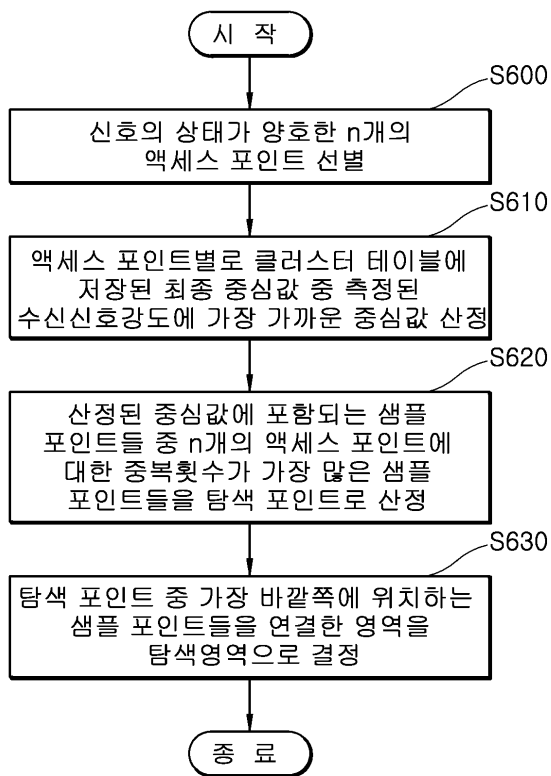 시 작
S600
신호의 상태가 양호한 n개의
액세스 포인트 선별
S610
액세스 포인트별로 클러스터 테이블에
저장된 최종 중심값 중 측정된
수신신호강도에 가장 가까운 중심값 산정
S620
산정된 중심값에 포함되는 샘플
포인트들 중 n개의 액세스 포인트에
대한 중복횟수가 가장 많은 샘플
포인트들을 탐색 포인트로 산정
S630
탐색 포인트 중 가장 바깥쪽에 위치하는
샘플 포인트들을 연결한 영역을
탐색영역으로 결정
종 료